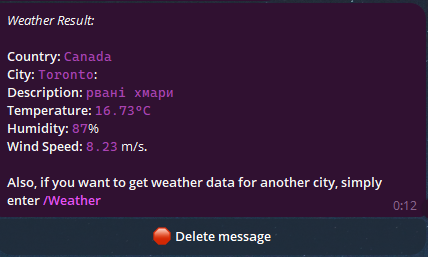 Weather Result:
Country: Canada
City: Toronto:
Description: рвані хмари
Temperature: 16.73°C
Humidity: 87%
Wind Speed: 8.23 m/s.
Also, if you want to get weather data for another city, simply
enter /Weather
0:12
Delete message